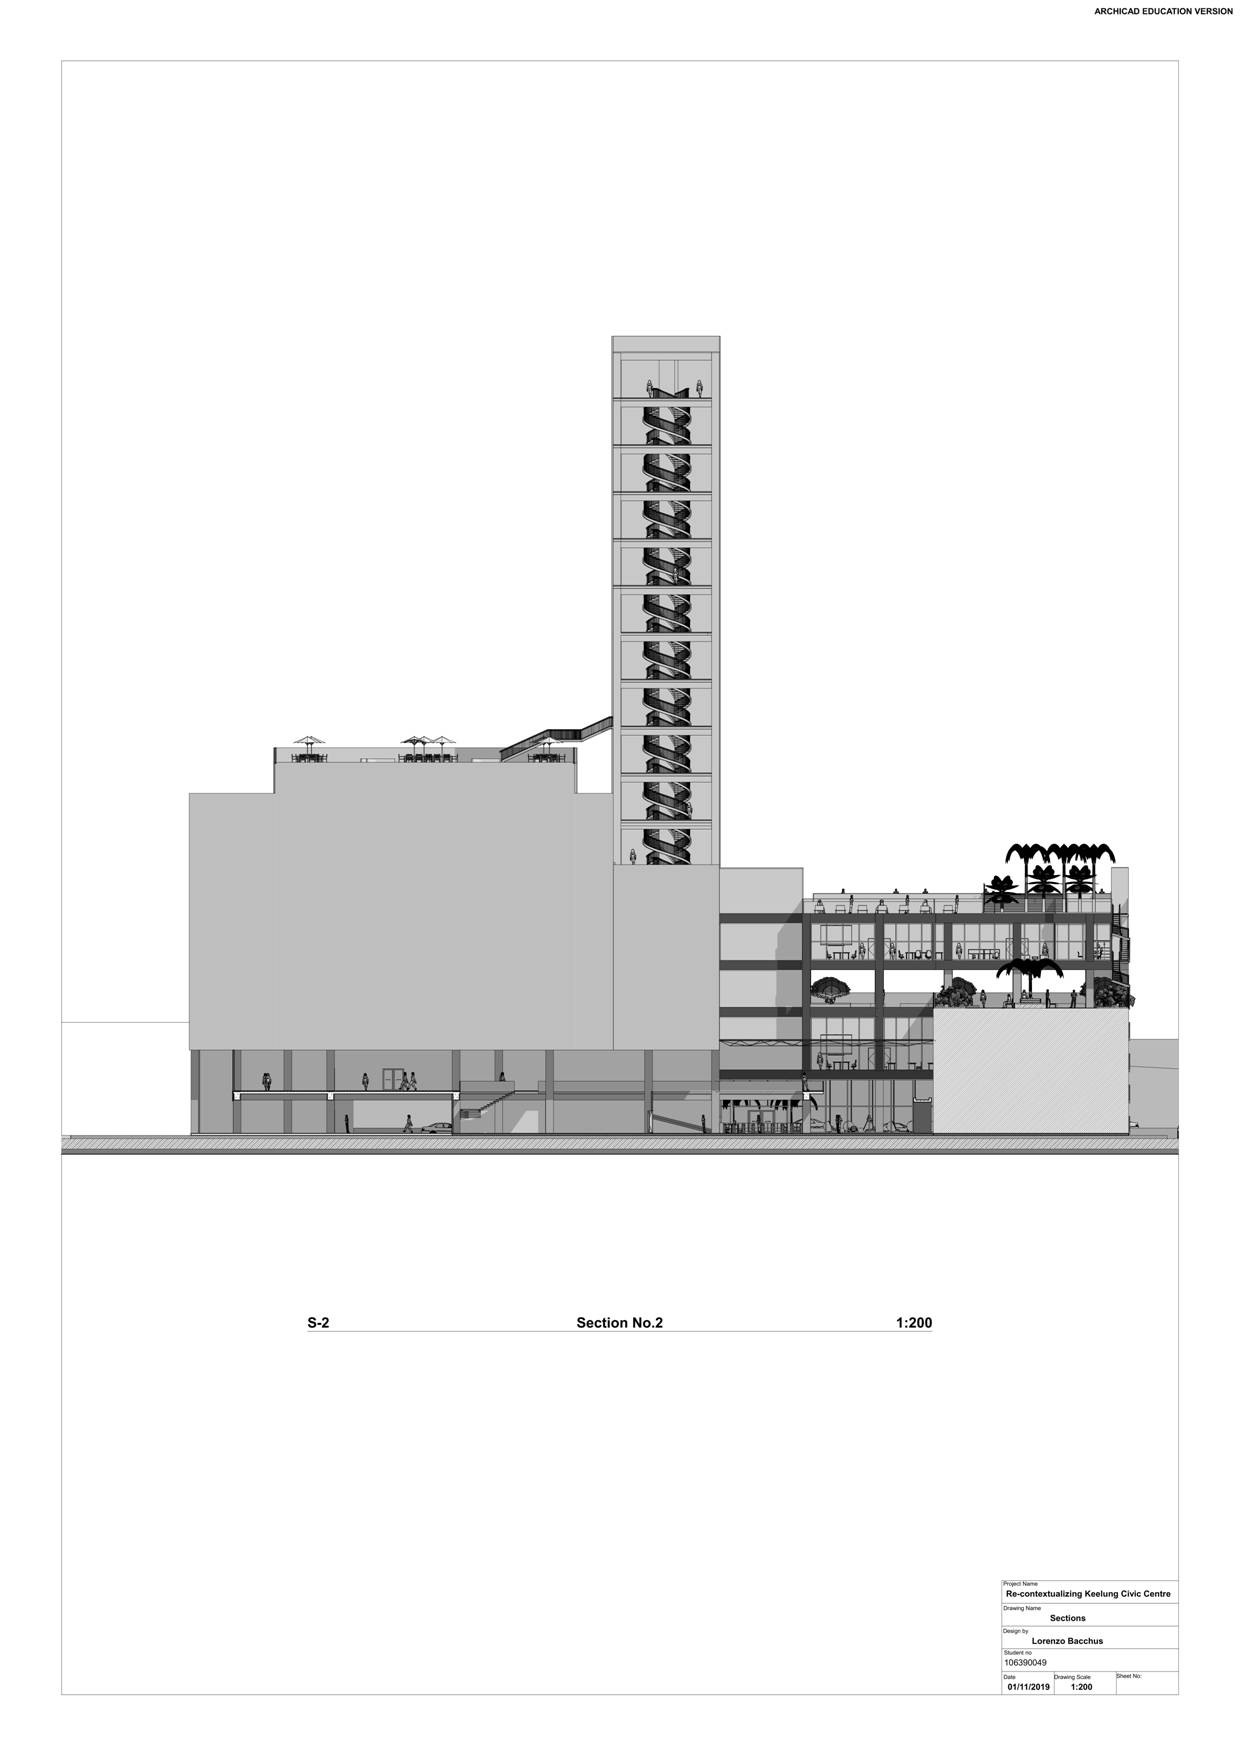 ARCHICAD EDUCATION VERSION
S-2 Section No.2 1:200
Project Name
Re-contextualizing Keelung Civic Centre
Drawing Name
Sections
Design by
Lorenzo Bacchus
Student no
106390049
Date Drawing Scale Sheet No:
01/11/2019 1:200